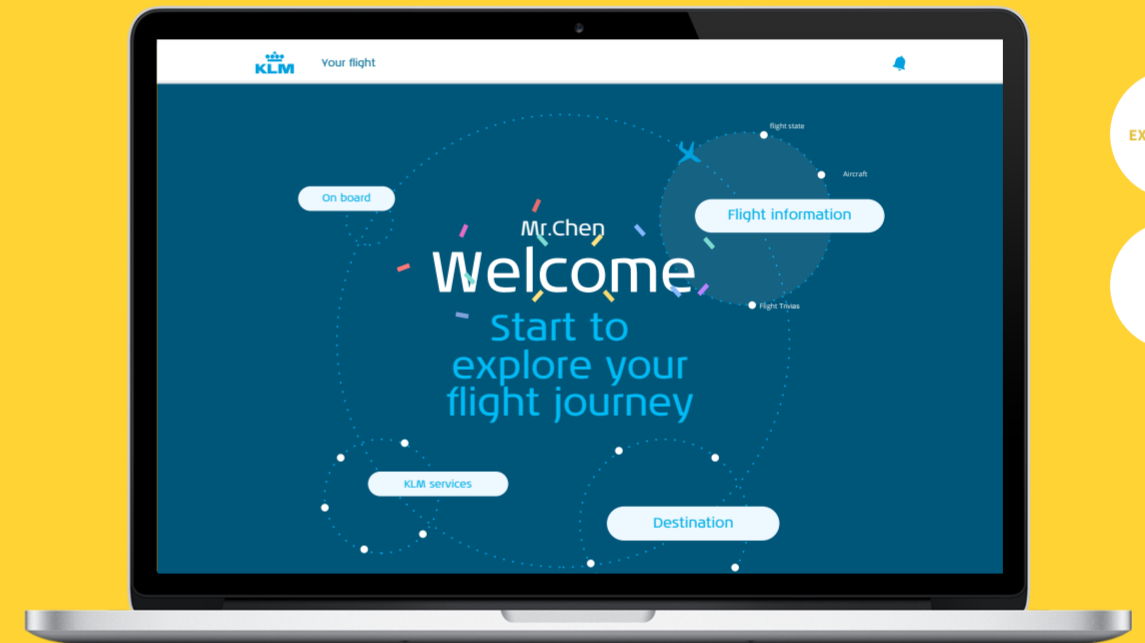 KLM
Your flight
flight state
Aircraft
On board
Flight information
Mr.Chen
Welcome
Flight Trivias
Start to
explore your
flight journey
KLM services
Destination
EX